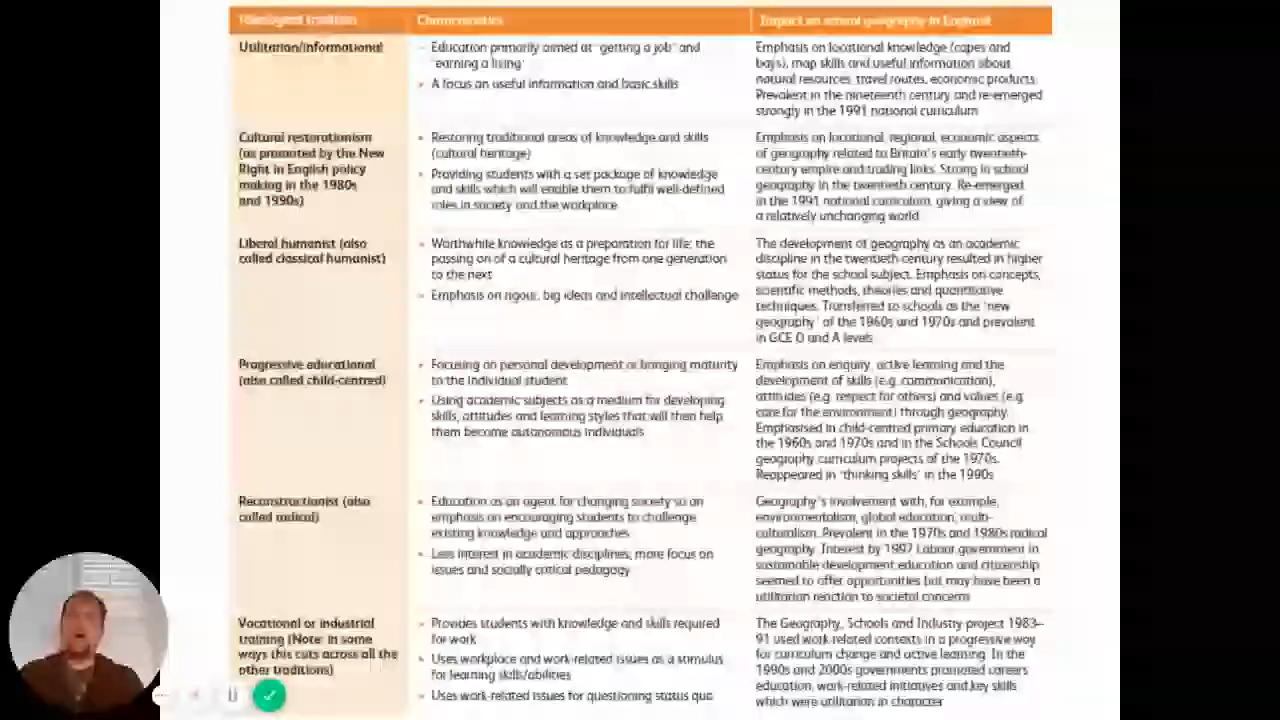 Ideological tradition
Characteristics
Impact on school geography in England
Utilitarian/informational
Education primarily aimed at 'getting a job' and
'earning a living'
A focus on useful information and basic skills
Emphasis on locational knowledge (capes and
bays), map skills and useful information about
natural resources, travel routes, economic products.
Prevalent in the nineteenth century and re-emerged
strongly in the 1991 national curriculum
Cultural restorationism
(as promoted by the New
Right in English policy
making in the 1980s
and 1990s)
Restoring traditional areas of knowledge and skills
(cultural heritage)
Providing students with a set package of knowledge
and skills which will enable them to fulfil well-defined
roles in society and the workplace
Emphasis on locational, regional, economic aspects
of geography related to Britain's early twentieth-
century empire and trading links. Strong in school
geography in the twentieth century. Re-emerged
in the 1991 national curriculum, giving a view of
a relatively unchanging world
Liberal humanist (also
called classical humanist)
Worthwhile knowledge as a preparation for life; the
passing on of a cultural heritage from one generation
to the next
Emphasis on rigour, big ideas and intellectual challenge
The development of geography as an academic
discipline in the twentieth century resulted in higher
status for the school subject. Emphasis on concepts,
scientific methods, theories and quantitative
techniques. Transferred to schools as the 'new
geography' of the 1960s and 1970s and prevalent
in GCE O and A levels
Progressive educational
(also called child-centred)
Focusing on personal development or bringing maturity
to the individual student
Using academic subjects as a medium for developing
skills, attitudes and learning styles that will then help
them become autonomous individuals
Emphasis on enquiry, active learning and the
development of skills (e.g. communication),
attitudes (e.g. respect for others) and values (e.g.
care for the environment) through geography.
Emphasised in child-centred primary education in
the 1960s and 1970s and in the Schools Council
geography curriculum projects of the 1970s.
Reappeared in 'thinking skills' in the 1990s
Reconstructionist (also
called radical)
Education as an agent for changing society so an
emphasis on encouraging students to challenge
existing knowledge and approaches
Less interest in academic disciplines, more focus on
issues and socially critical pedagogy
Geography's involvement with, for example,
environmentalism, global education, multi-
culturalism. Prevalent in the 1970s and 1980s radical
geography. Interest by 1997 Labour government in
sustainable development education and citizenship
seemed to offer opportunities but may have been a
utilitarian reaction to societal concerns
Vocational or industrial
training (Note: in some
ways this cuts across all the
other traditions)
Provides students with knowledge and skills required
for work
Uses workplace and work-related issues as a stimulus
for learning skills/abilities
Uses work-related issues for questioning status quo
The Geography, Schools and Industry project 1983–
91 used work-related contexts in a progressive way
for curriculum change and active learning. In the
1990s and 2000s governments promoted careers
education, work-related initiatives and key skills
which were utilitarian in character